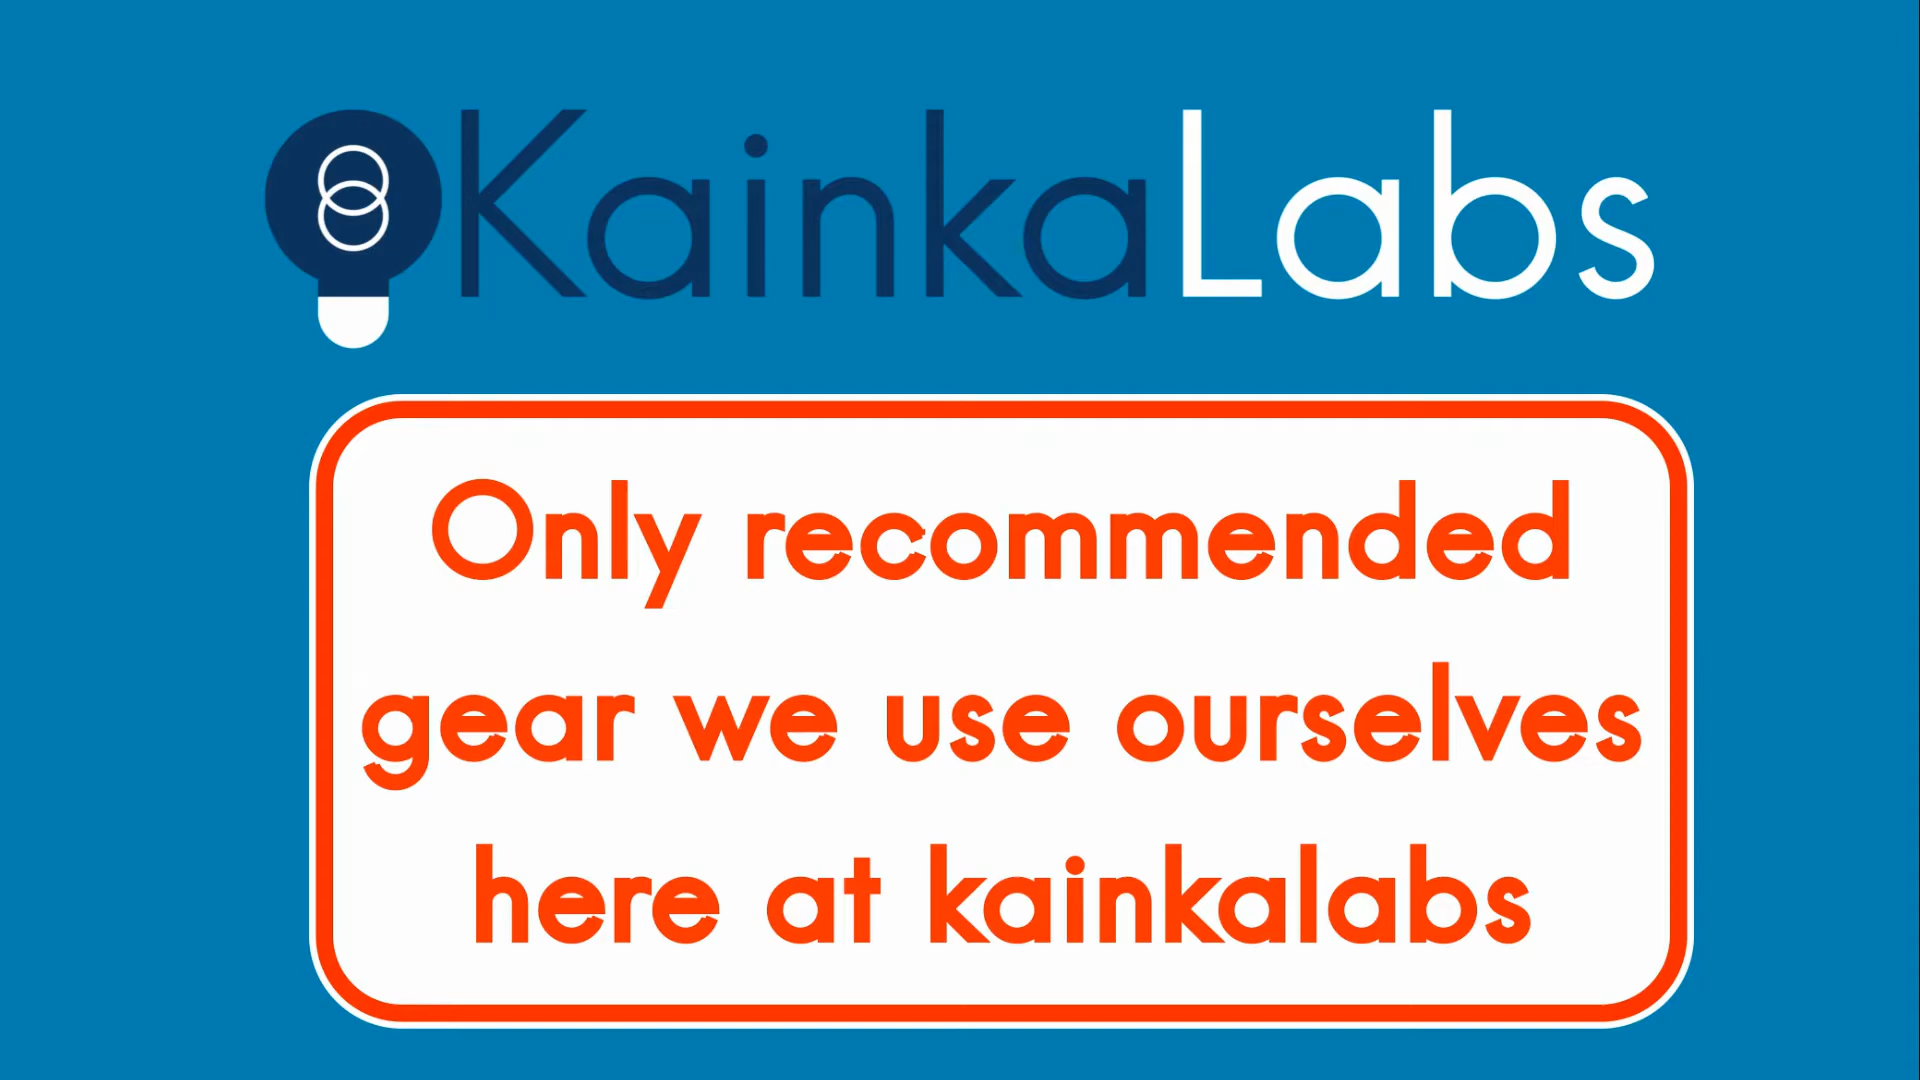 KainkaLabs
Only recommended
gear we use ourselves
here at kainkalabs